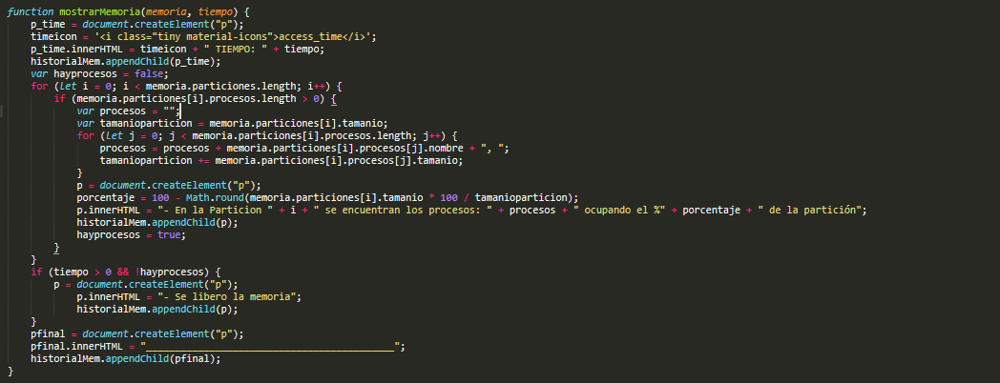 function mostrarMemoria(memoria, tiempo) {
    p_time = document.createElement("p");
    timeicon = '<i class="tiny material-icons">access_time</i>';
    p_time.innerHTML = timeicon + " TIEMPO: " + tiempo;
    historialMem.appendChild(p_time);
    var hayprocesos = false;
    for (let i = 0; i < memoria.particiones.length; i++) {
        if (memoria.particiones[i].procesos.length > 0) {
            var procesos = "";
            var tamanioparticion = memoria.particiones[i].tamanio;
            for (let j = 0; j < memoria.particiones[i].procesos.length; j++) {
                procesos = procesos + memoria.particiones[i].procesos[j].nombre + ", ";
                tamanioparticion += memoria.particiones[i].procesos[j].tamanio;
            }
            p = document.createElement("p");
            porcentaje = 100 - Math.round(memoria.particiones[i].tamanio * 100 / tamanioparticion);
            p.innerHTML = "- En la Particion " + i + " se encuentran los procesos: " + procesos + " ocupando el %" + porcentaje + " de la partición";
            historialMem.appendChild(p);
            hayprocesos = true;
        }
    }
    if (tiempo > 0 && !hayprocesos) {
        p = document.createElement("p");
            p.innerHTML = "- Se libero la memoria";
            historialMem.appendChild(p);
    }
    pfinal = document.createElement("p");
    pfinal.innerHTML = "___________________________________________";
    historialMem.appendChild(pfinal);
}